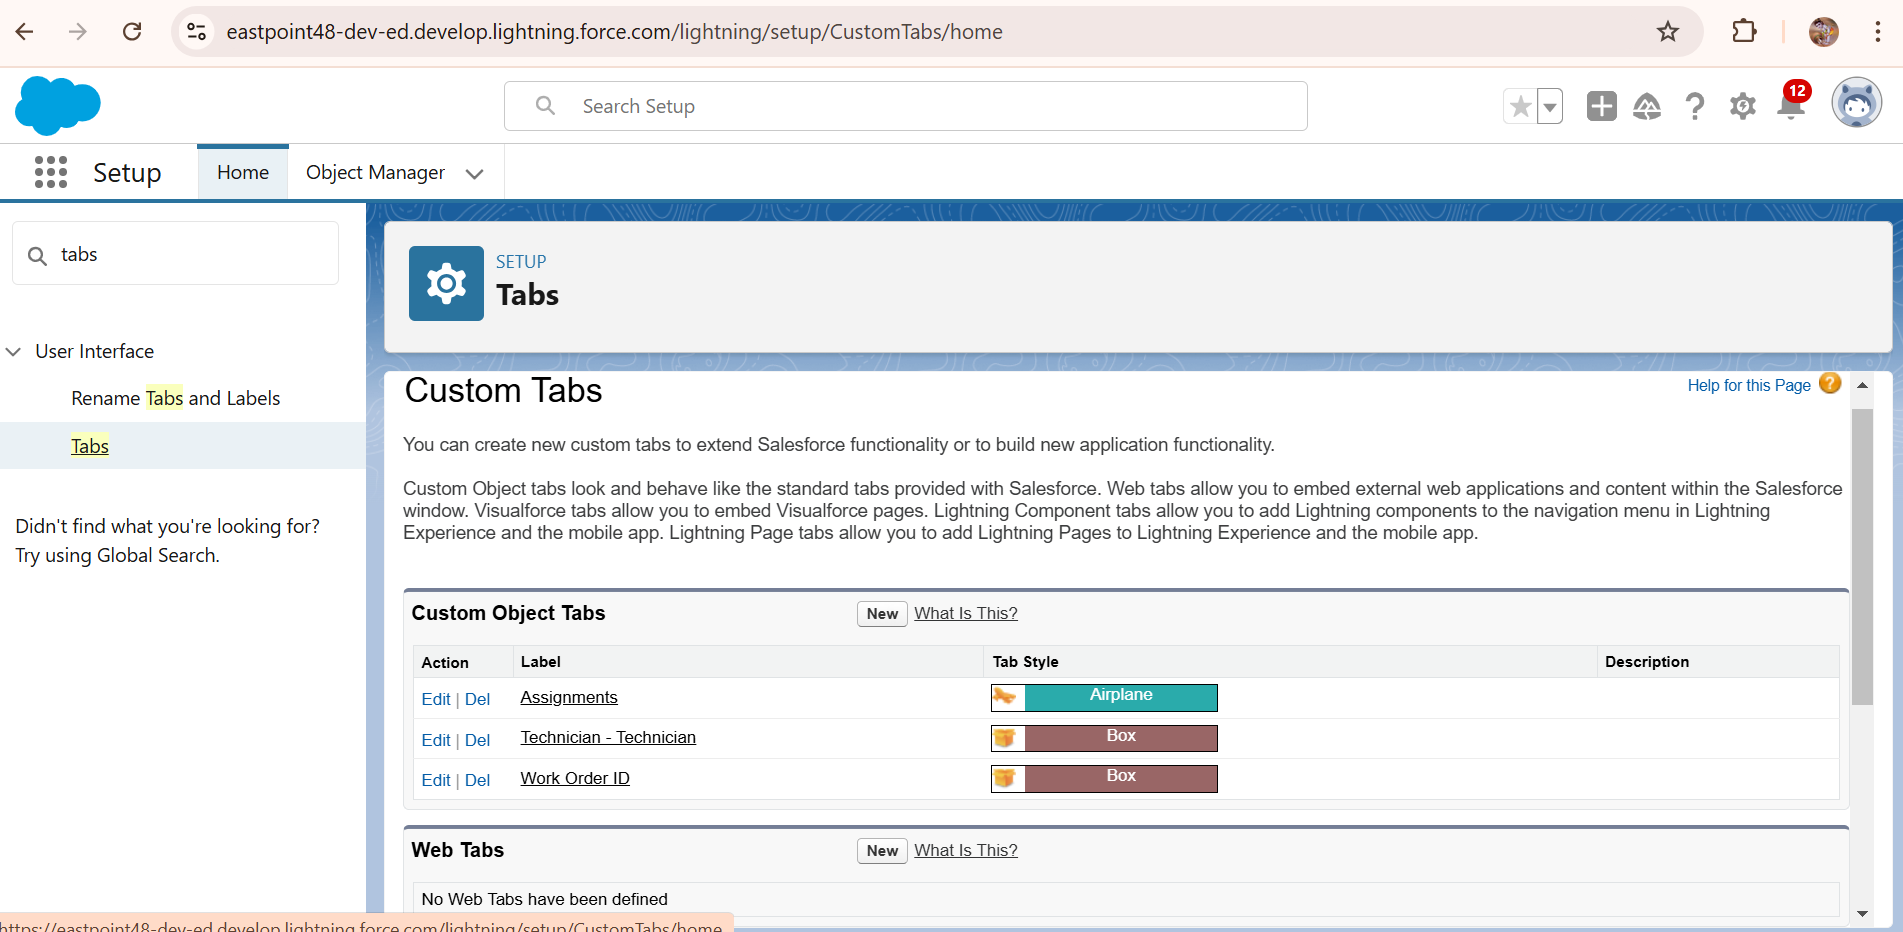 eastpoint48-dev-ed.develop.lightning.force.com/lightning/setup/CustomTabs/home
Search Setup
12
Setup
Home
Object Manager
tabs
User Interface
Rename Tabs and Labels
Tabs
Didn't find what you're looking for?
Try using Global Search.
SETUP
Tabs
Custom Tabs
Help for this Page ?
You can create new custom tabs to extend Salesforce functionality or to build new application functionality.
Custom Object tabs look and behave like the standard tabs provided with Salesforce. Web tabs allow you to embed external web applications and content within the Salesforce
window. Visualforce tabs allow you to embed Visualforce pages. Lightning Component tabs allow you to add Lightning components to the navigation menu in Lightning
Experience and the mobile app. Lightning Page tabs allow you to add Lightning Pages to Lightning Experience and the mobile app.
Custom Object Tabs New What Is This?
Action Label Tab Style Description
Edit | Del Assignments Airplane
Edit | Del Technician - Technician Box
Edit | Del Work Order ID Box
Web Tabs New What Is This?
No Web Tabs have been defined
https://eastpoint48-dev-ed.develop.lightning.force.com/lightning/setup/CustomTabs/home